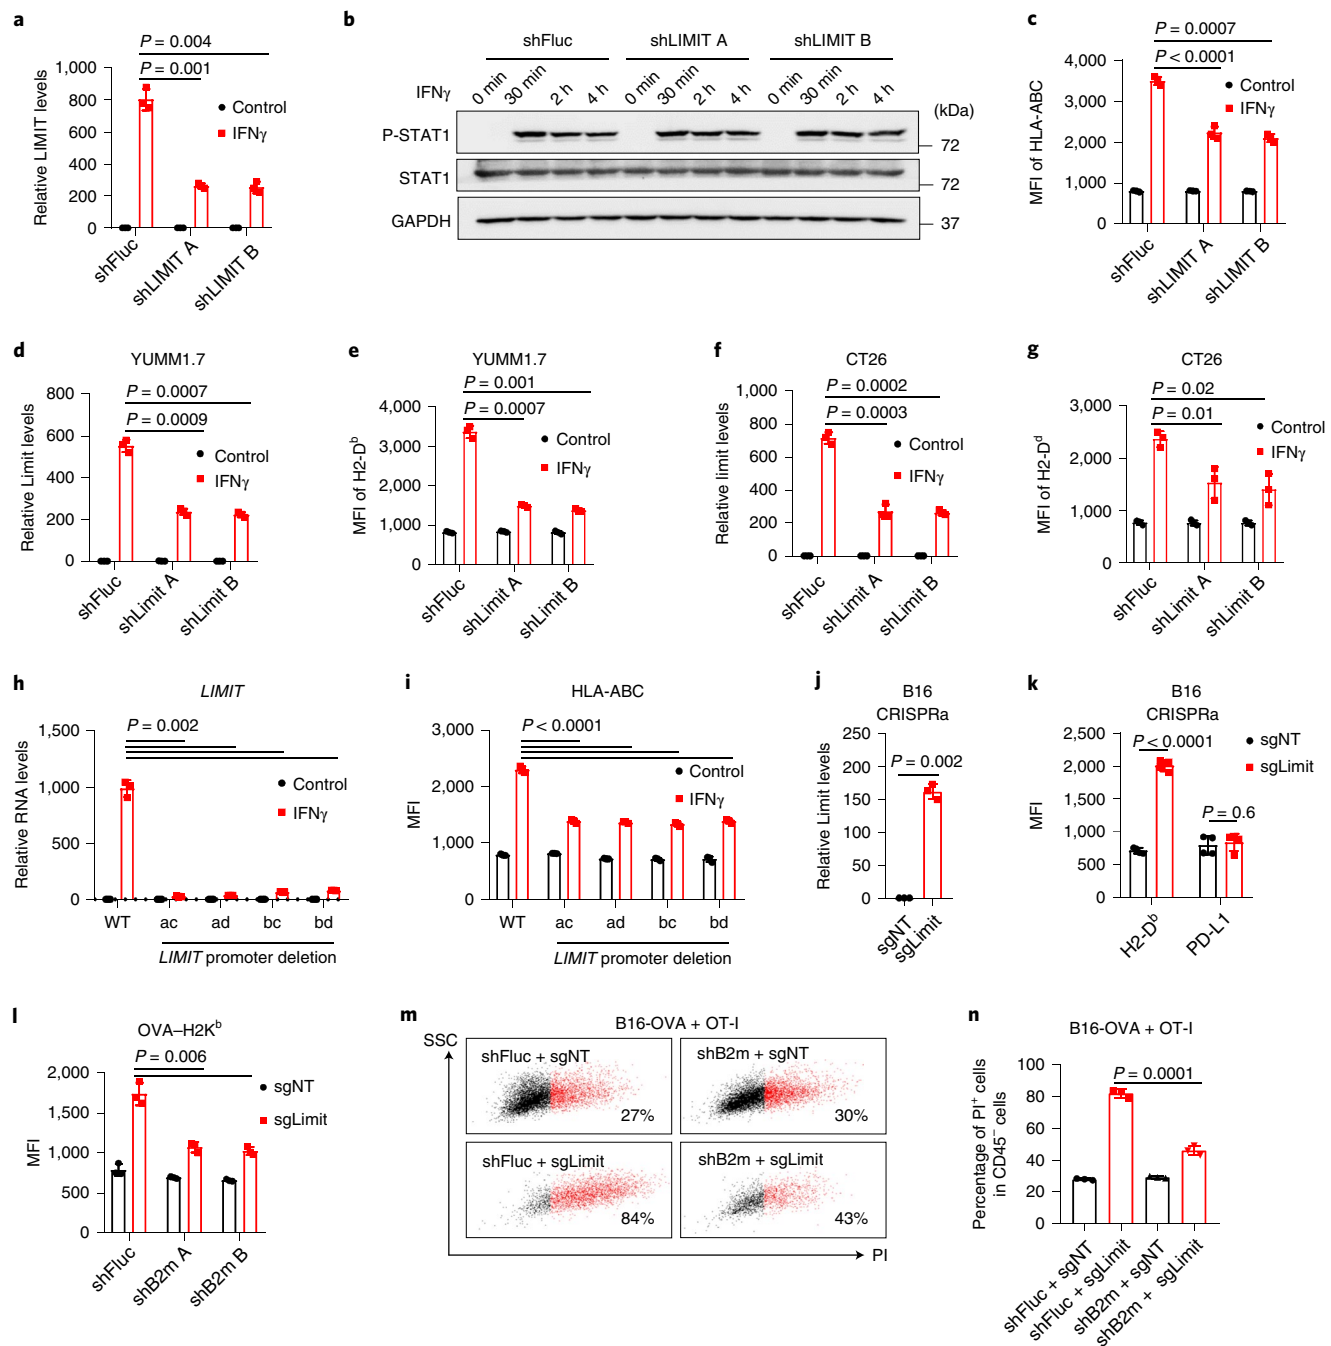 a
P = 0.004
P = 0.001
1,000
800
600
400
200
0
Relative LIMIT levels
Control
IFNγ
shFluc
shLIMIT A
shLIMIT B
b
shFluc shLIMIT A shLIMIT B
IFNγ 0 min 30 min 2 h 4 h 0 min 30 min 2 h 4 h 0 min 30 min 2 h 4 h (kDa)
P-STAT1 72
STAT1 72
GAPDH 37
c
P = 0.0007
P < 0.0001
4,000
3,000
2,000
1,000
0
MFI of HLA-ABC
Control
IFNγ
shFluc
shLIMIT A
shLIMIT B
d
YUMM1.7
P = 0.0007
P = 0.0009
800
600
400
200
0
Relative Limit levels
Control
IFNγ
shFluc
shLimit A
shLimit B
e
YUMM1.7
P = 0.001
P = 0.0007
4,000
3,000
2,000
1,000
0
MFI of H2-Dᵇ
Control
IFNγ
shFluc
shLimit A
shLimit B
f
CT26
P = 0.0002
P = 0.0003
1,000
800
600
400
200
0
Relative limit levels
Control
IFNγ
shFluc
shLimit A
shLimit B
g
CT26
P = 0.02
P = 0.01
3,000
2,000
1,000
0
MFI of H2-Dᵈ
Control
IFNγ
shFluc
shLimit A
shLimit B
h
LIMIT
P = 0.002
1,500
1,000
500
0
Relative RNA levels
Control
IFNγ
WT ac ad bc bd
LIMIT promoter deletion
i
HLA-ABC
P < 0.0001
3,000
2,000
1,000
0
MFI
Control
IFNγ
WT ac ad bc bd
LIMIT promoter deletion
j
B16
CRISPRa
P = 0.002
250
200
150
100
50
0
Relative Limit levels
sgNT
sgLimit
k
B16
CRISPRa
P < 0.0001
P = 0.6
2,500
2,000
1,500
1,000
500
0
MFI
sgNT
sgLimit
H2-Dᵇ
PD-L1
l
OVA–H2Kᵇ
P = 0.006
2,000
1,500
1,000
500
0
MFI
sgNT
sgLimit
shFluc
shB2m A
shB2m B
m
B16-OVA + OT-I
SSC
shFluc + sgNT
27%
shB2m + sgNT
30%
shFluc + sgLimit
84%
shB2m + sgLimit
43%
PI
n
B16-OVA + OT-I
P = 0.0001
100
80
60
40
20
0
Percentage of PI⁺ cells
in CD45⁻ cells
shFluc + sgNT
shFluc + sgLimit
shB2m + sgNT
shB2m + sgLimit